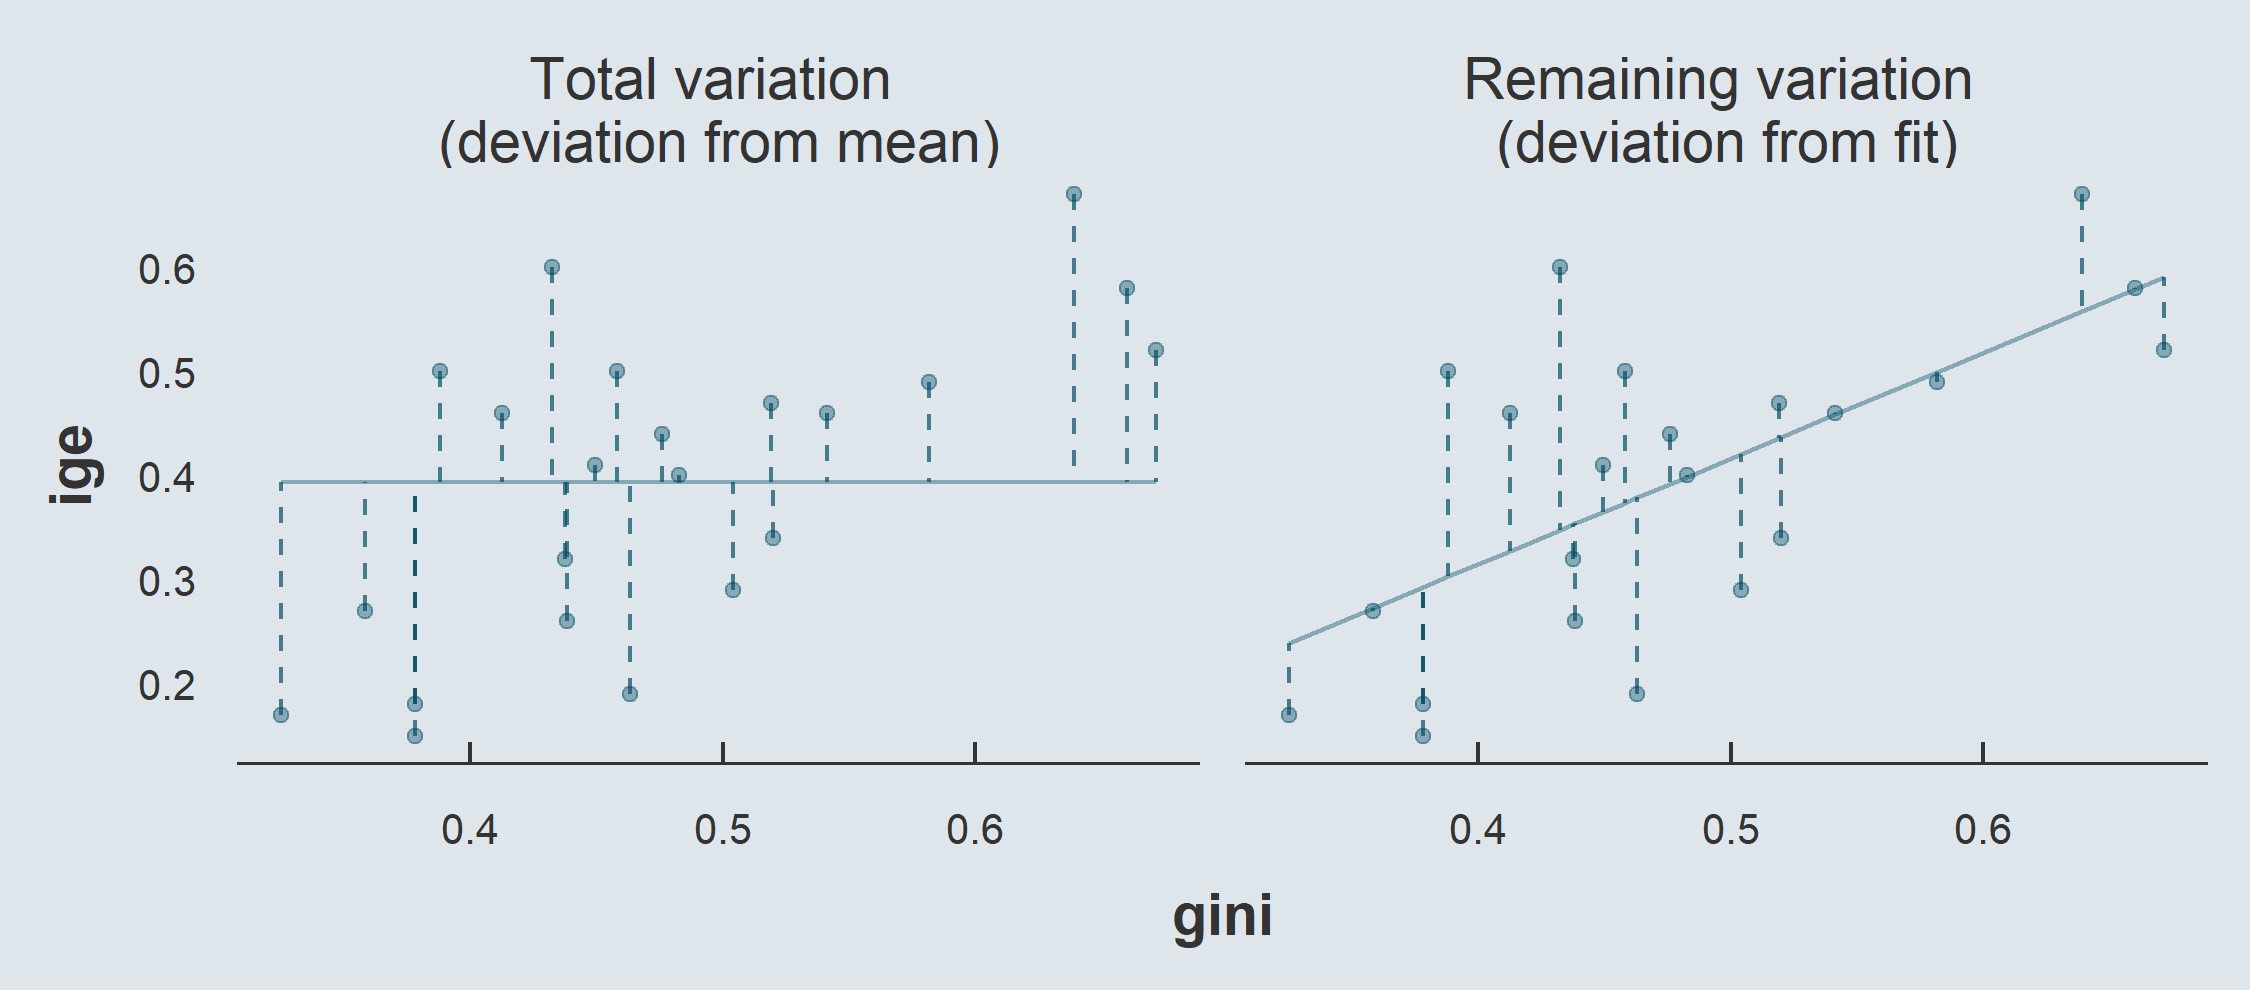 Total variation
(deviation from mean)
Remaining variation
(deviation from fit)
ige
0.6
0.5
0.4
0.3
0.2
0.4 0.5 0.6
0.4 0.5 0.6
gini